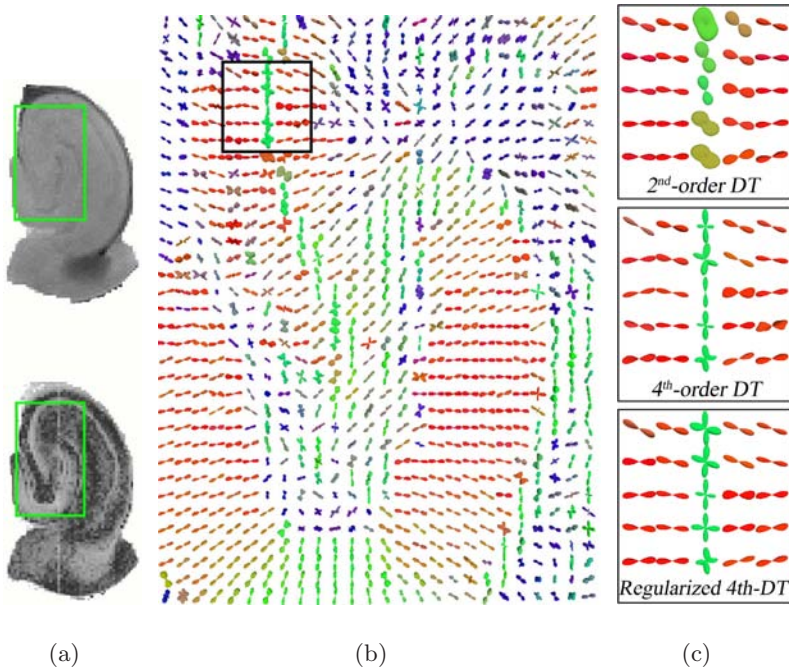 2nd-order DT
4th-order DT
Regularized 4th-DT
(a)
(b)
(c)